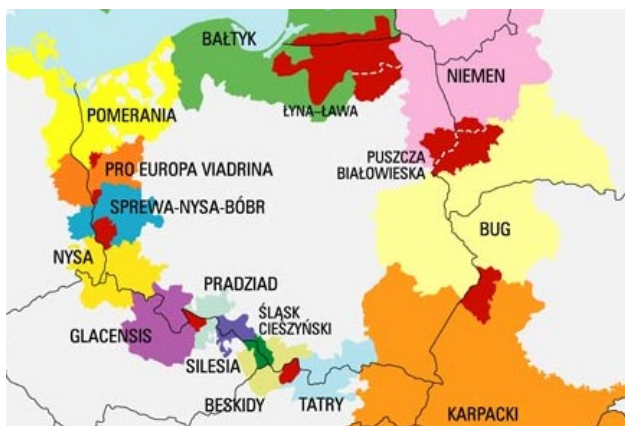 BAŁTYK
NIEMEN
ŁYNA–ŁAWA
POMERANIA
PUSZCZA
BIAŁOWIESKA
PRO EUROPA VIADRINA
SPREWA-NYSA-BÓBR
BUG
NYSA
PRADZIAD
ŚLĄSK
CIESZYŃSKI
GLACENSIS
SILESIA
BESKIDY
TATRY
KARPACKI